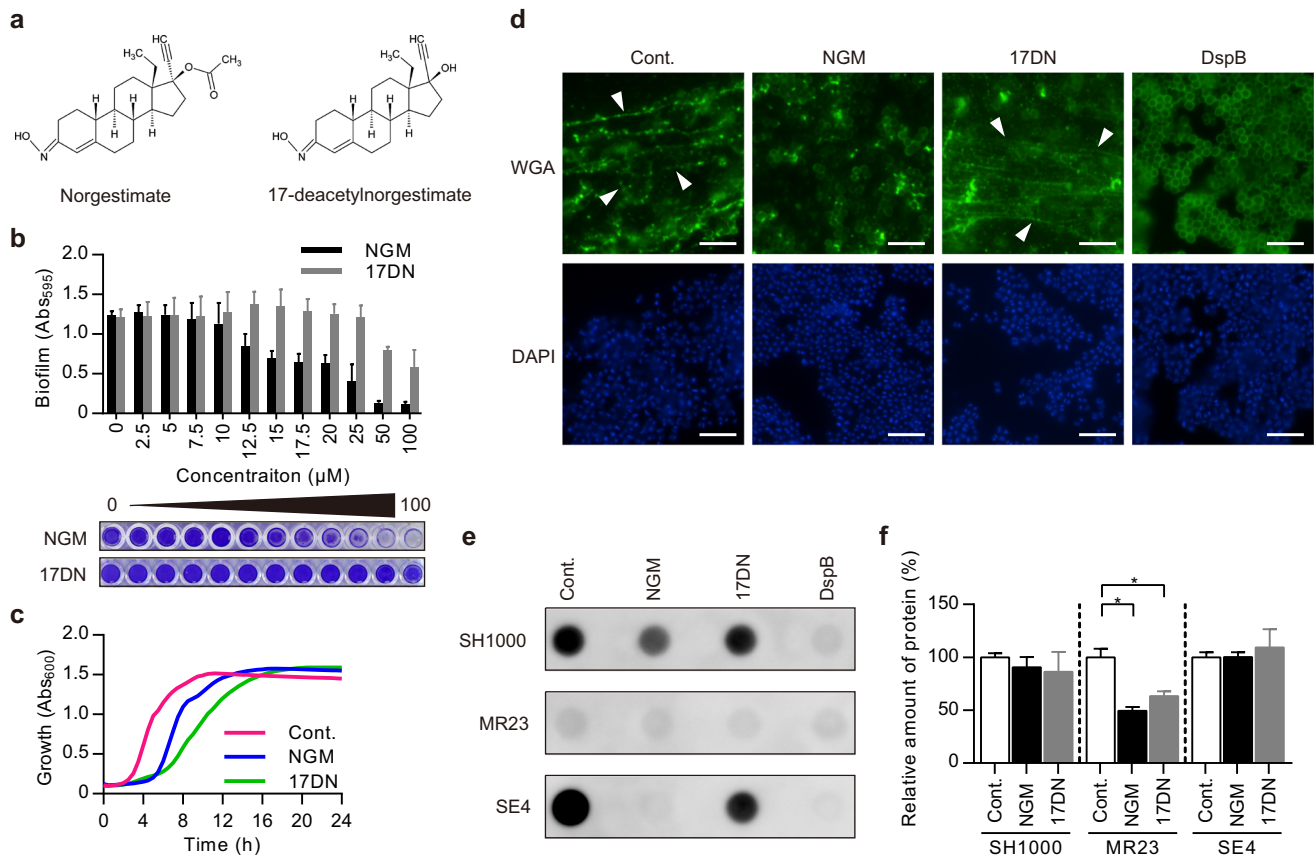 a
HC
H₃C
O
CH₃
O
H
H
H
H
HO
N
Norgestimate
HC
H₃C
OH
H
H
H
H
HO
N
17-deacetylnorgestimate
b
NGM
17DN
2.0
1.5
1.0
0.5
0
Biofilm (Abs₅₉₅)
0 2.5 5 7.5 10 12.5 15 17.5 20 25 50 100
Concentraiton (µM)
0 100
NGM
17DN
c
2.0
1.5
1.0
0.5
0
Growth (Abs₆₀₀)
Cont.
NGM
17DN
0 4 8 12 16 20 24
Time (h)
d
Cont. NGM 17DN DspB
WGA
DAPI
e
Cont. NGM 17DN DspB
SH1000
MR23
SE4
f
Relative amount of protein (%)
150
100
50
0
*
*
Cont. NGM 17DN Cont. NGM 17DN Cont. NGM 17DN
SH1000 MR23 SE4